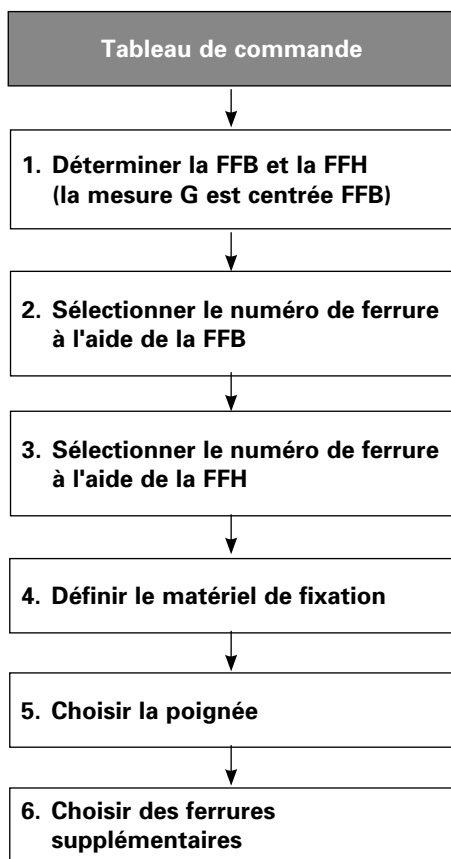 Tableau de commande
1. Déterminer la FFB et la FFH
(la mesure G est centrée FFB)
2. Sélectionner le numéro de ferrure
à l'aide de la FFB
3. Sélectionner le numéro de ferrure
à l'aide de la FFH
4. Définir le matériel de fixation
5. Choisir la poignée
6. Choisir des ferrures
supplémentaires